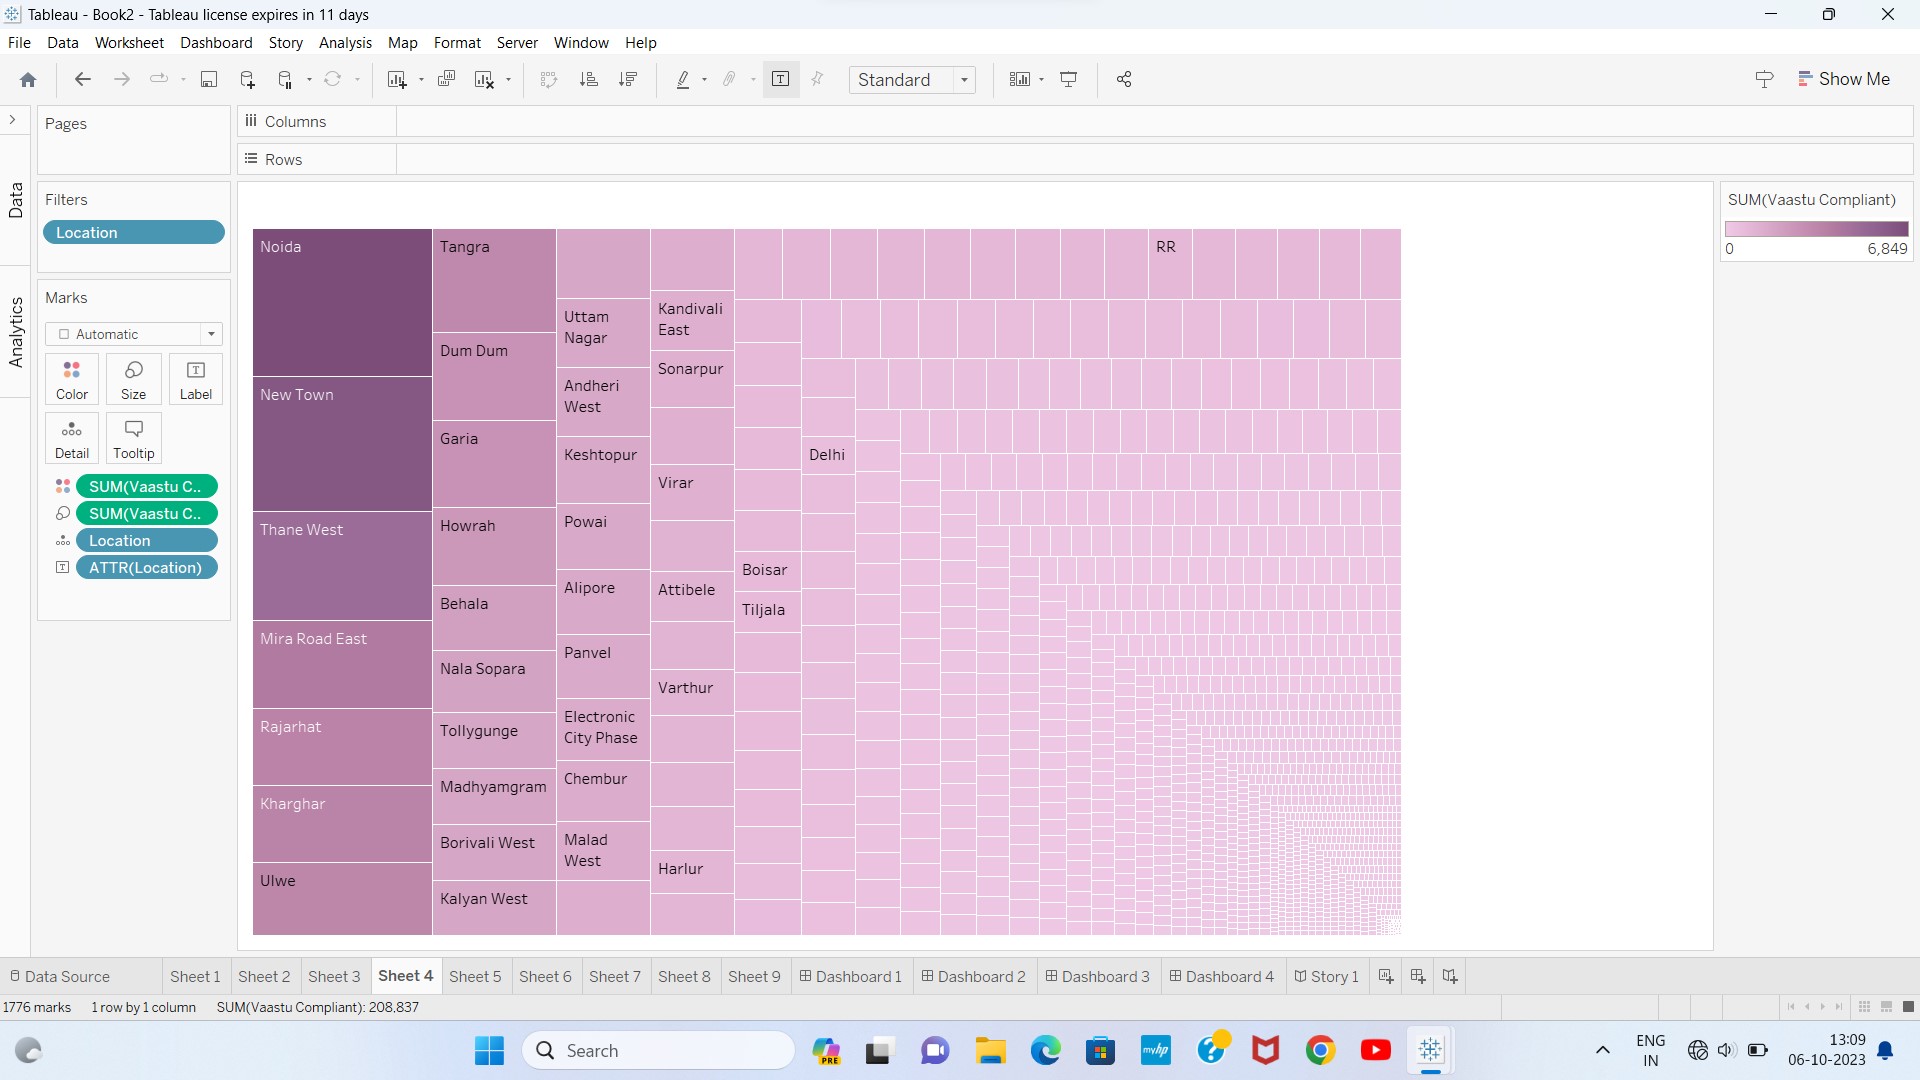 Tableau - Book2 - Tableau license expires in 11 days
File Data Worksheet Dashboard Story Analysis Map Format Server Window Help
Standard
Show Me
Pages
Columns
Rows
Data
Analytics
Filters
Location
Marks
Automatic
Color Size Label
Detail Tooltip
SUM(Vaastu C..
SUM(Vaastu C..
Location
ATTR(Location)
Noida
New Town
Thane West
Mira Road East
Rajarhat
Kharghar
Ulwe
Tangra
Dum Dum
Garia
Howrah
Behala
Nala Sopara
Tollygunge
Madhyamgram
Borivali West
Kalyan West
Uttam
Nagar
Andheri
West
Keshtopur
Powai
Alipore
Panvel
Electronic
City Phase
Chembur
Malad
West
Kandivali
East
Sonarpur
Virar
Attibele
Varthur
Harlur
Boisar
Tiljala
Delhi
RR
SUM(Vaastu Compliant)
0 6,849
Data Source Sheet 1 Sheet 2 Sheet 3 Sheet 4 Sheet 5 Sheet 6 Sheet 7 Sheet 8 Sheet 9 Dashboard 1 Dashboard 2 Dashboard 3 Dashboard 4 Story 1
1776 marks 1 row by 1 column SUM(Vaastu Compliant): 208,837
Search
PRE
myhp
ENG
IN
13:09
06-10-2023